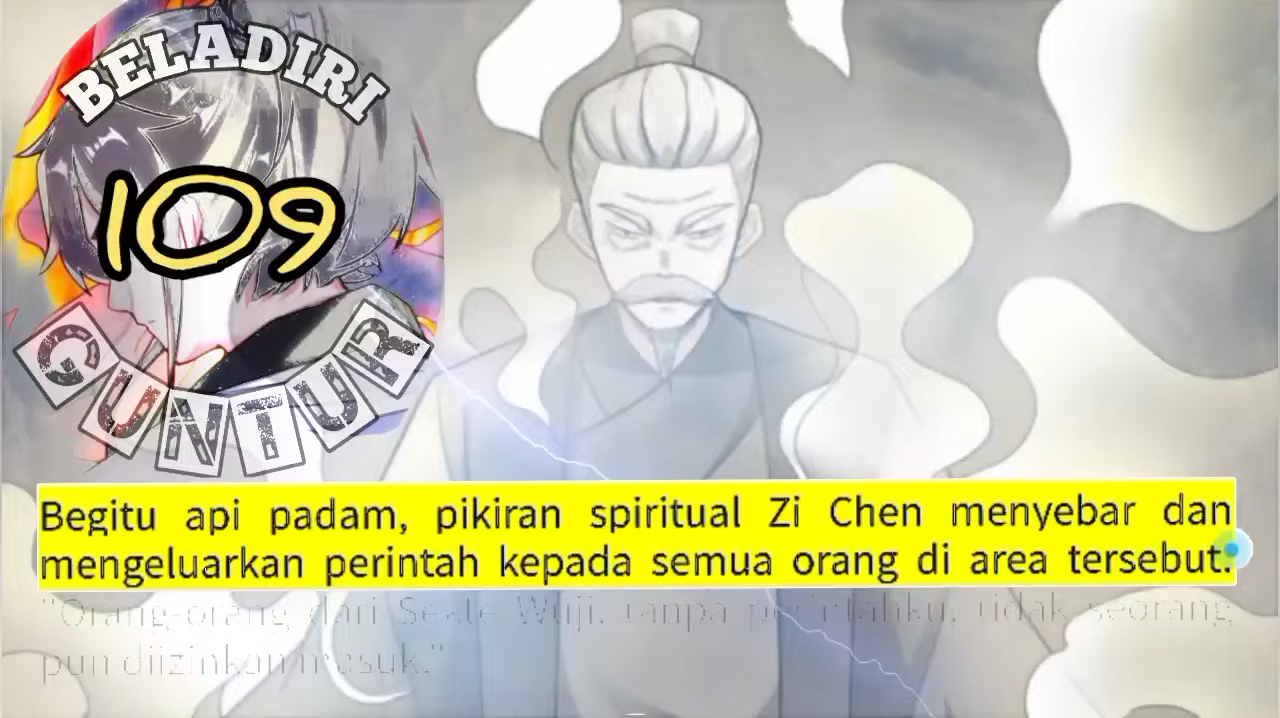 BELADIRI
109
GUNTUR
Begitu api padam, pikiran spiritual Zi Chen menyebar dan
mengeluarkan perintah kepada semua orang di area tersebut.
"Orang-orang dari Sekte Wuji, tanpa perintahku, tidak seorang
pun diizinkan masuk."